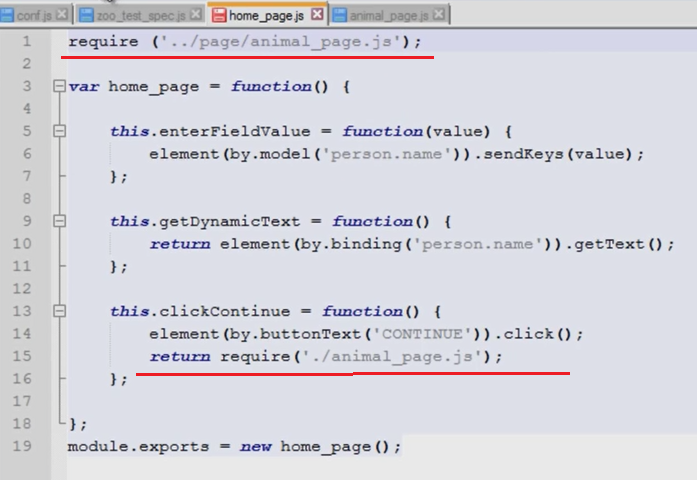 conf.js zoo_test_spec.js home_page.js animal_page.js
1 require ('../page/animal_page.js');
2
3 var home_page = function() {
4
5 this.enterFieldValue = function(value) {
6 element(by.model('person.name')).sendKeys(value);
7 };
8
9 this.getDynamicText = function() {
10 return element(by.binding('person.name')).getText();
11 };
12
13 this.clickContinue = function() {
14 element(by.buttonText('CONTINUE')).click();
15 return require('./animal_page.js');
16 };
17
18 };
19 module.exports = new home_page();